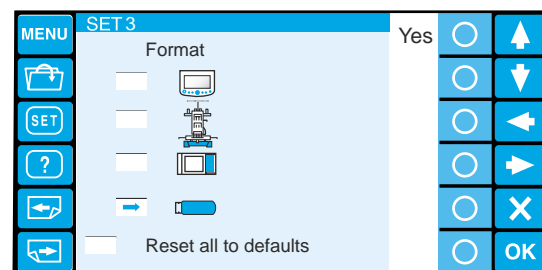 MENU
SET 3
Yes
Format
SET
?
Reset all to defaults
OK